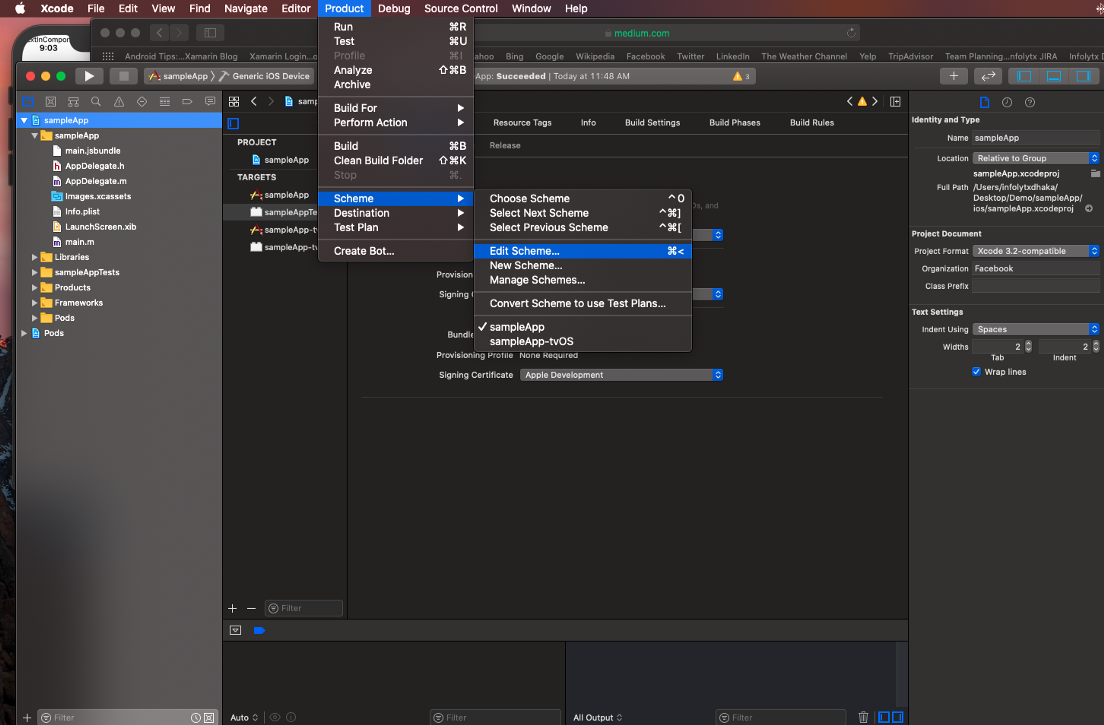 Xcode File Edit View Find Navigate Editor Product Debug Source Control Window Help
9:03
medium.com
Android Tips:...Xamarin Blog Xamarin Login...o Bing Google Wikipedia Facebook Twitter LinkedIn The Weather Channel Yelp TripAdvisor Team Planning...nfolytx JIRA
sampleApp Generic iOS Device
App: Succeeded | Today at 11:48 AM
3
Run ⌘R
Test ⌘U
Profile ⌘I
Analyze ⇧⌘B
Archive
Build For
Perform Action
Build ⌘B
Clean Build Folder ⇧⌘K
Stop ⌘.
Scheme
Destination
Test Plan
Create Bot...
Choose Scheme ^0
Select Next Scheme ^⌘]
Select Previous Scheme ^⌘[
Edit Scheme... ⌘<
New Scheme...
Manage Schemes...
Convert Scheme to use Test Plans...
✓ sampleApp
sampleApp-tvOS
sampleApp
sampleApp
main.jsbundle
AppDelegate.h
AppDelegate.m
Images.xcassets
Info.plist
LaunchScreen.xib
main.m
Libraries
sampleAppTests
Products
Frameworks
Pods
Pods
Filter
PROJECT
sampleApp
TARGETS
sampleApp
sampleAppTe
sampleApp-t
sampleApp-t
Filter
Resource Tags Info Build Settings Build Phases Build Rules
Release
Provision
Signing C
Bundle
Provisioning Profile None Required
Signing Certificate Apple Development
Auto
Filter
All Output
Filter
Identity and Type
Name sampleApp
Location Relative to Group
sampleApp.xcodeproj
Full Path /Users/infolytxdhaka/
Desktop/Demo/sampleApp/
ios/sampleApp.xcodeproj
Project Document
Project Format Xcode 3.2-compatible
Organization Facebook
Class Prefix
Text Settings
Indent Using Spaces
Widths 2 2
Tab Indent
Wrap lines